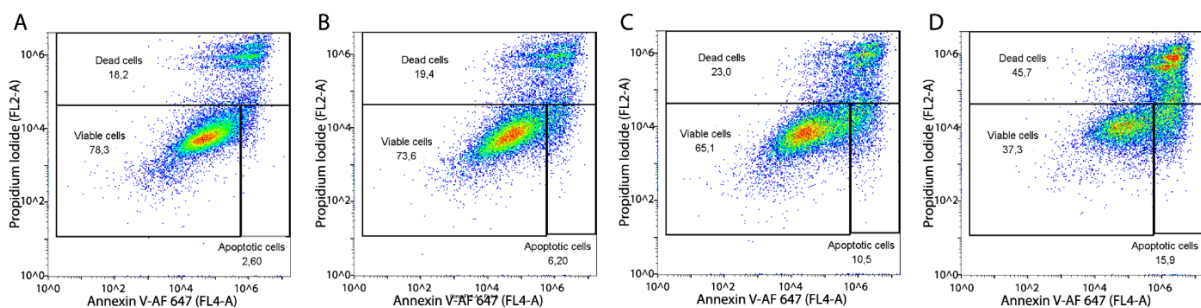 A
Propidium Iodide (FL2-A)
10^6
10^4
10^2
10^0
Dead cells
18,2
Viable cells
78,3
Apoptotic cells
2,60
10^0
10^2
10^4
10^6
Annexin V-AF 647 (FL4-A)
B
Propidium Iodide (FL2-A)
10^6
10^4
10^2
10^0
Dead cells
19,4
Viable cells
73,6
Apoptotic cells
6,20
10^0
10^2
10^4
10^6
Annexin V-AF 647 (FL4-A)
C
Propidium Iodide (FL2-A)
10^6
10^4
10^2
10^0
Dead cells
23,0
Viable cells
65,1
Apoptotic cells
10,5
10^0
10^2
10^4
10^6
Annexin V-AF 647 (FL4-A)
D
Propidium Iodide (FL2-A)
10^6
10^4
10^2
10^0
Dead cells
45,7
Viable cells
37,3
Apoptotic cells
15,9
10^0
10^2
10^4
10^6
Annexin V-AF 647 (FL4-A)